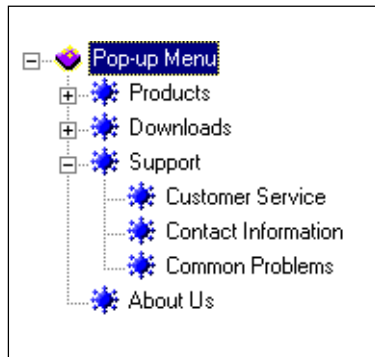 Pop-up Menu
Products
Downloads
Support
Customer Service
Contact Information
Common Problems
About Us